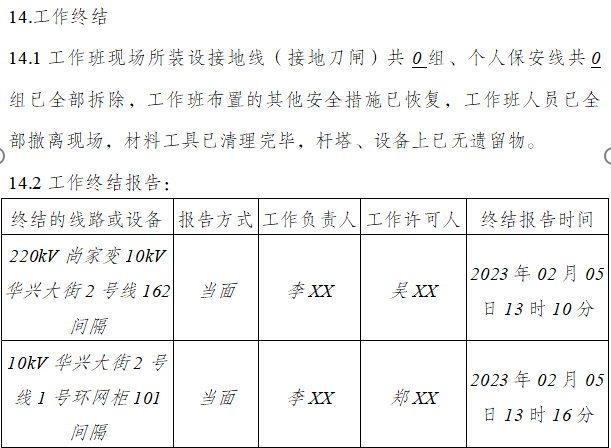 14.工作终结
14.1 工作班现场所装设接地线（接地刀闸）共 0 组、个人保安线共 0
组已全部拆除，工作班布置的其他安全措施已恢复，工作班人员已全
部撤离现场，材料工具已清理完毕，杆塔、设备上已无遗留物。
14.2 工作终结报告：
终结的线路或设备 报告方式 工作负责人 工作许可人 终结报告时间
220kV 尚家变 10kV
华兴大街 2 号线 162
间隔
当面
李 XX
吴 XX
2023 年 02 月 05
日 13 时 10 分
10kV 华兴大街 2 号
线 1 号环网柜 101
间隔
当面
李 XX
郑 XX
2023 年 02 月 05
日 13 时 16 分